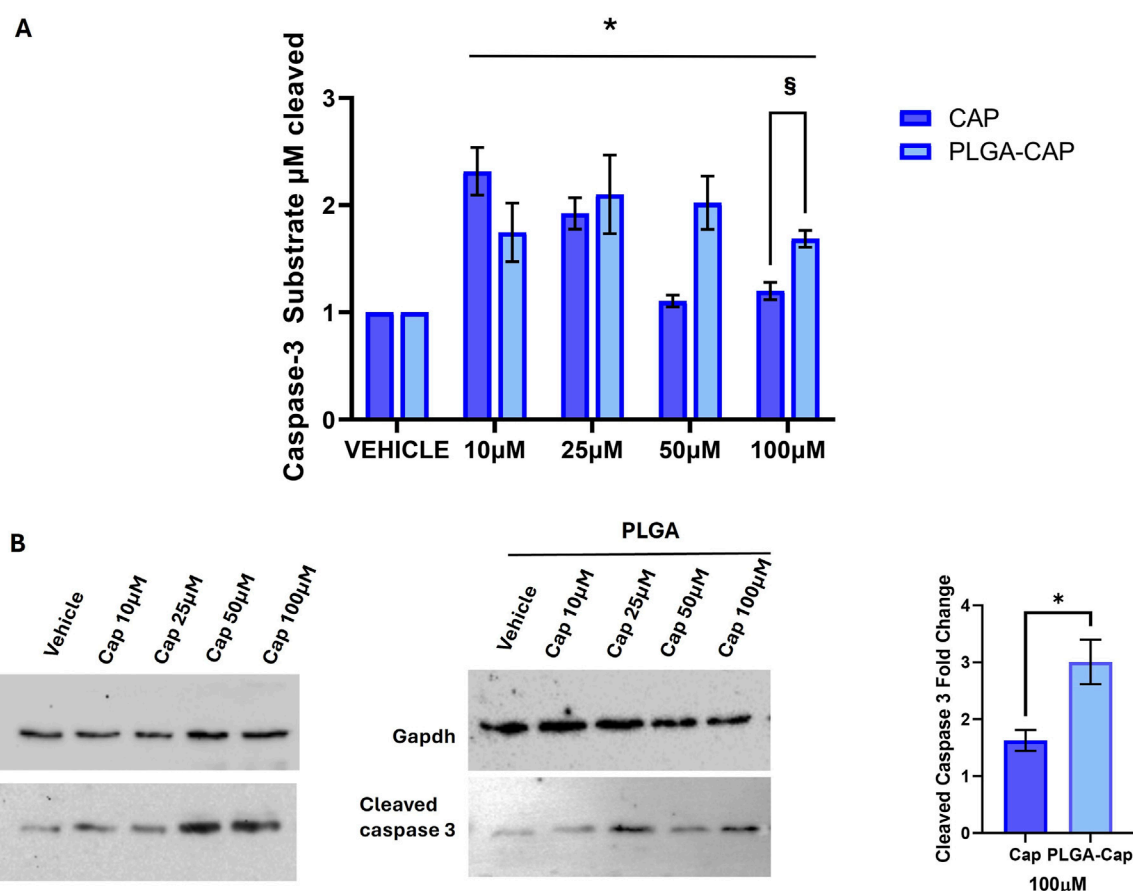 A
*
§
Caspase-3 Substrate µM cleaved
3
2
1
0
VEHICLE 10µM 25µM 50µM 100µM
CAP
PLGA-CAP
B
Vehicle
Cap 10µM
Cap 25µM
Cap 50µM
Cap 100µM
PLGA
Vehicle
Cap 10µM
Cap 25µM
Cap 50µM
Cap 100µM
Gapdh
Cleaved
caspase 3
Cleaved Caspase 3 Fold Change
*
4
3
2
1
0
Cap PLGA-Cap
100µM